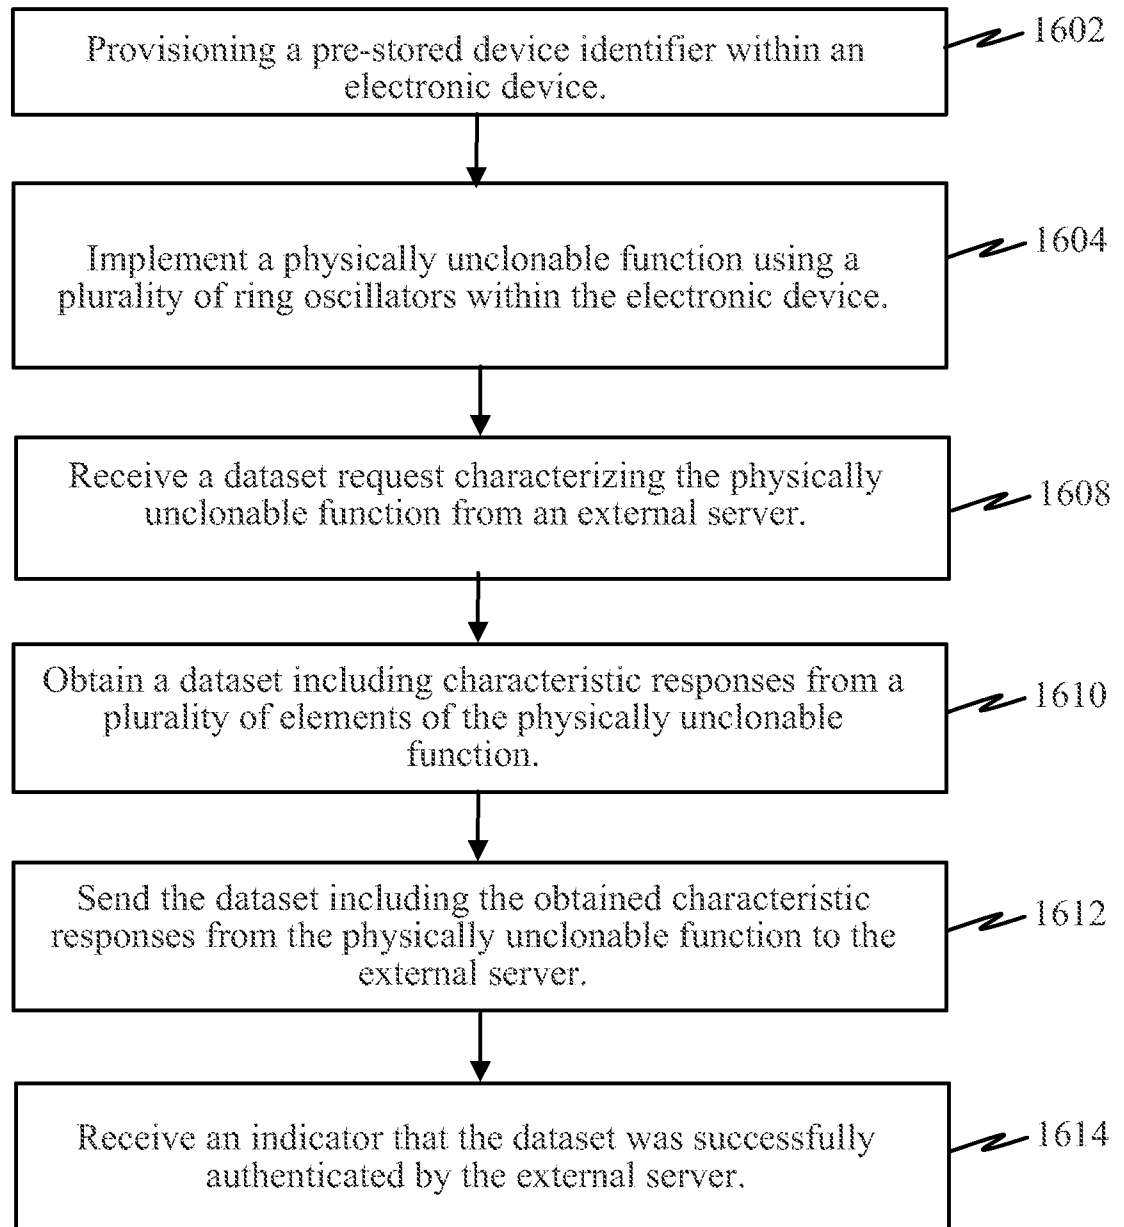 Provisioning a pre-stored device identifier within an
electronic device.
1602
Implement a physically unclonable function using a
plurality of ring oscillators within the electronic device.
1604
Receive a dataset request characterizing the physically
unclonable function from an external server.
1608
Obtain a dataset including characteristic responses from a
plurality of elements of the physically unclonable
function.
1610
Send the dataset including the obtained characteristic
responses from the physically unclonable function to the
external server.
1612
Receive an indicator that the dataset was successfully
authenticated by the external server.
1614